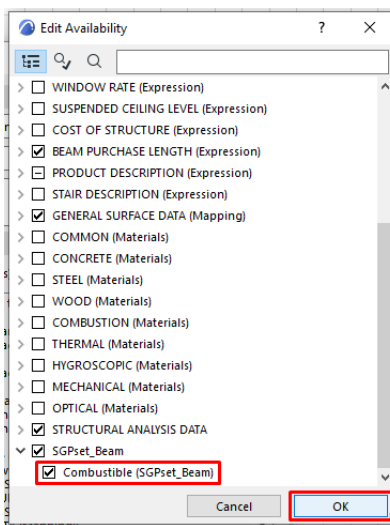 Edit Availability
WINDOW RATE (Expression)
SUSPENDED CEILING LEVEL (Expression)
COST OF STRUCTURE (Expression)
BEAM PURCHASE LENGTH (Expression)
PRODUCT DESCRIPTION (Expression)
STAIR DESCRIPTION (Expression)
GENERAL SURFACE DATA (Mapping)
COMMON (Materials)
CONCRETE (Materials)
STEEL (Materials)
WOOD (Materials)
COMBUSTION (Materials)
THERMAL (Materials)
HYGROSCOPIC (Materials)
MECHANICAL (Materials)
OPTICAL (Materials)
STRUCTURAL ANALYSIS DATA
SGPset_Beam
Combustible (SGPset_Beam)
Cancel OK